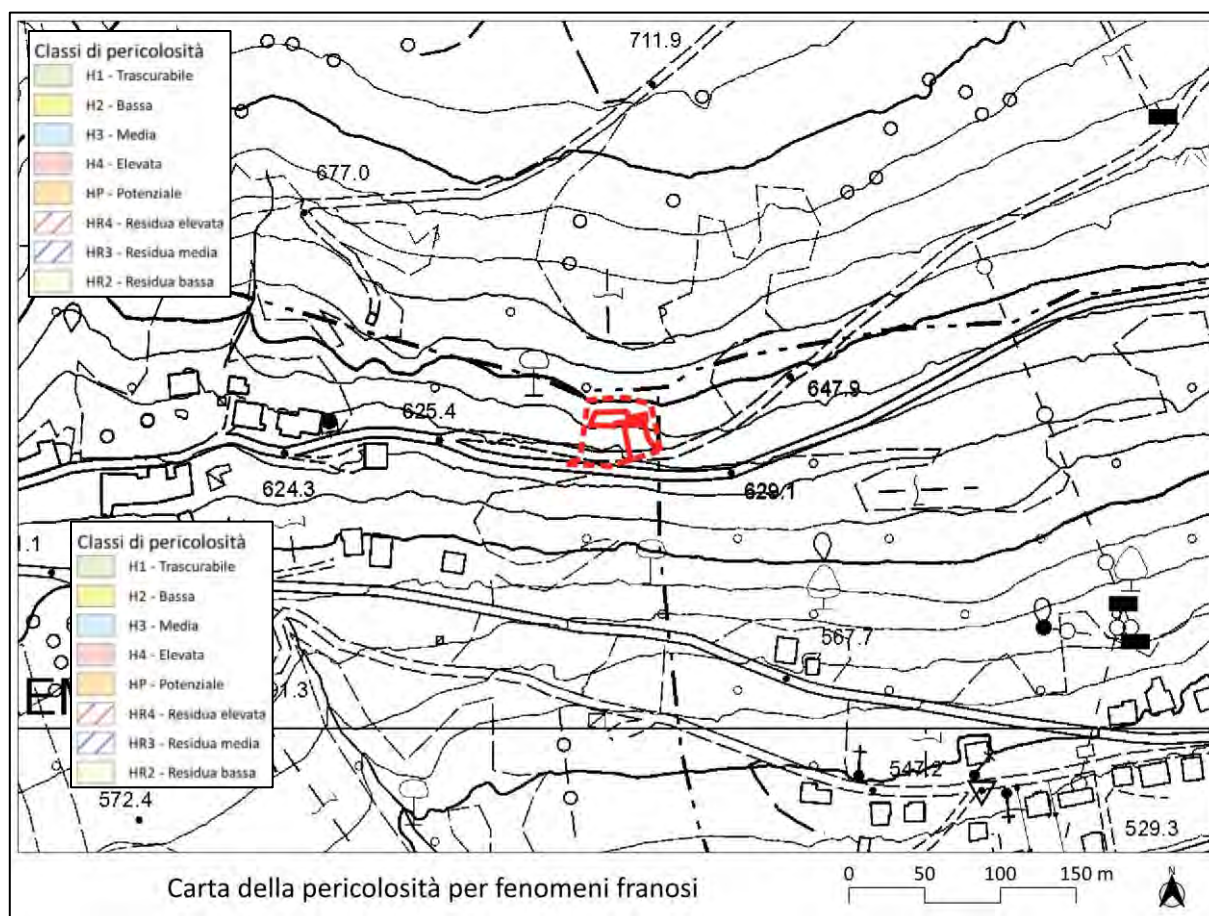 Classi di pericolosità
H1 - Trascurabile
H2 - Bassa
H3 - Media
H4 - Elevata
HP - Potenziale
HR4 - Residua elevata
HR3 - Residua media
HR2 - Residua bassa
711.9
677.0
647.9
625.4
624.3
629.1
Classi di pericolosità
H1 - Trascurabile
H2 - Bassa
H3 - Media
H4 - Elevata
HP - Potenziale
HR4 - Residua elevata
HR3 - Residua media
HR2 - Residua bassa
567.7
547.2
572.4
529.3
Carta della pericolosità per fenomeni franosi
0 50 100 150 m
N